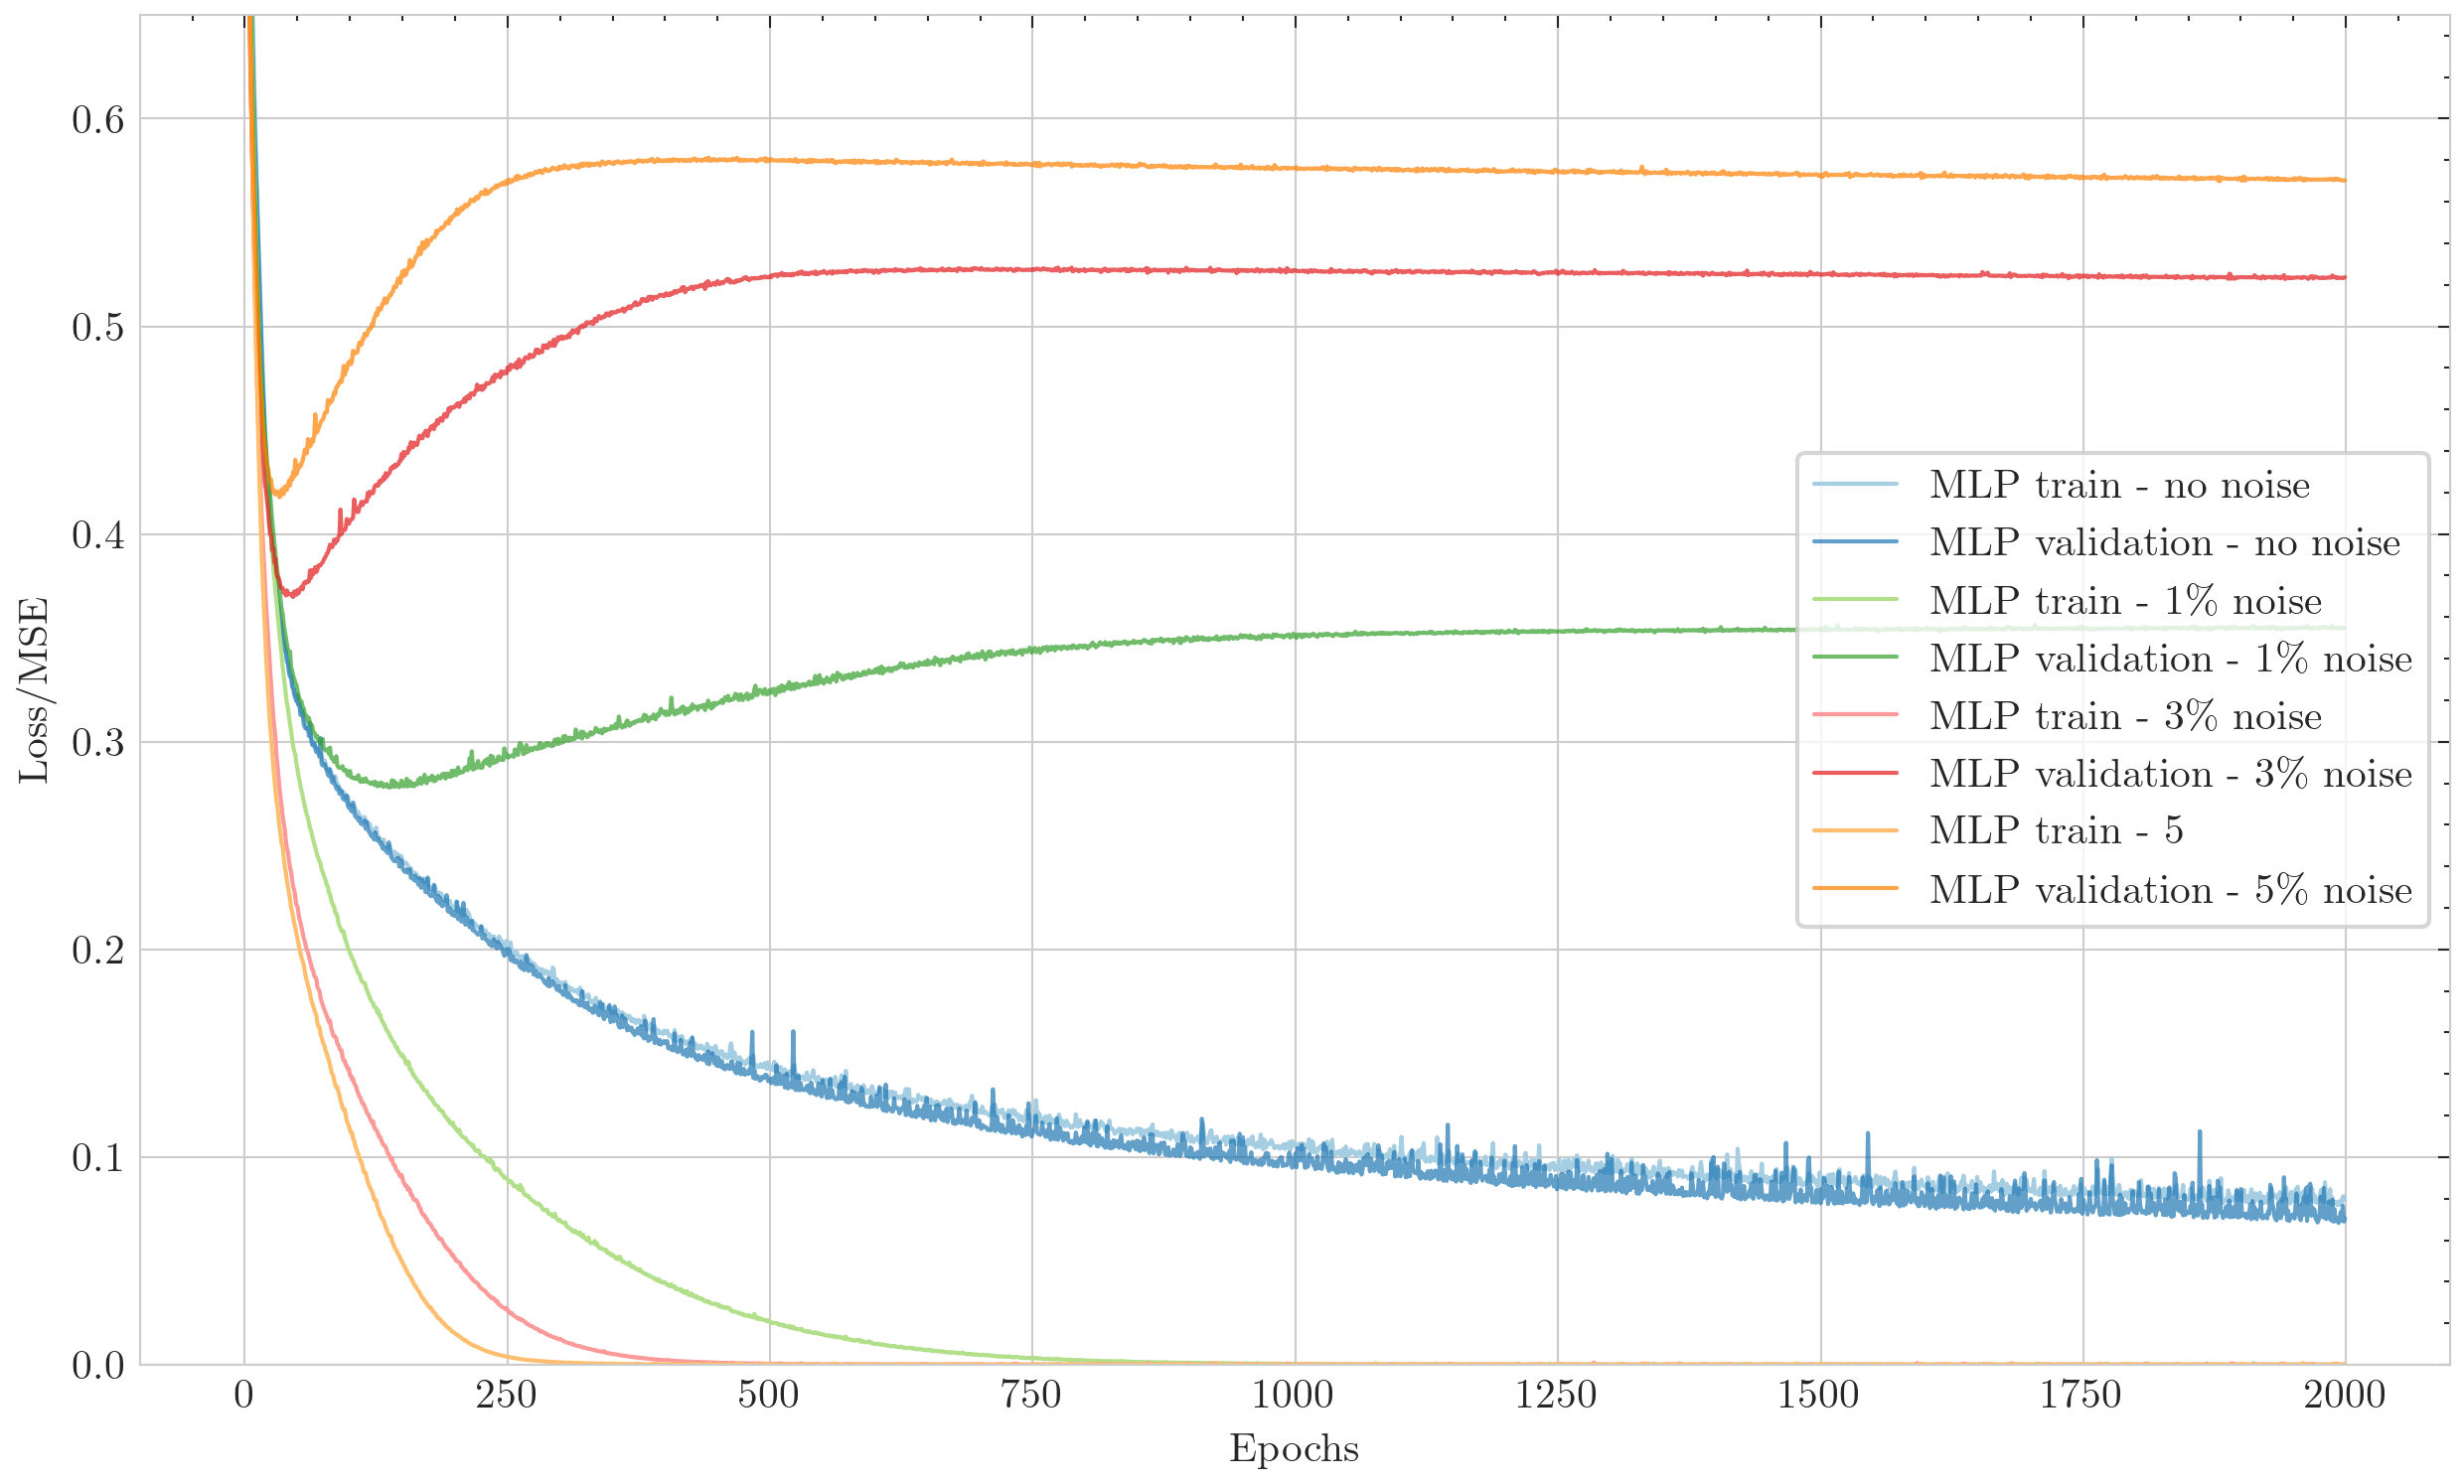 0.6
0.5
0.4
0.3
0.2
0.1
0.0
Loss/MSE
MLP train - no noise
MLP validation - no noise
MLP train - 1% noise
MLP validation - 1% noise
MLP train - 3% noise
MLP validation - 3% noise
MLP train - 5
MLP validation - 5% noise
0 250 500 750 1000 1250 1500 1750 2000
Epochs